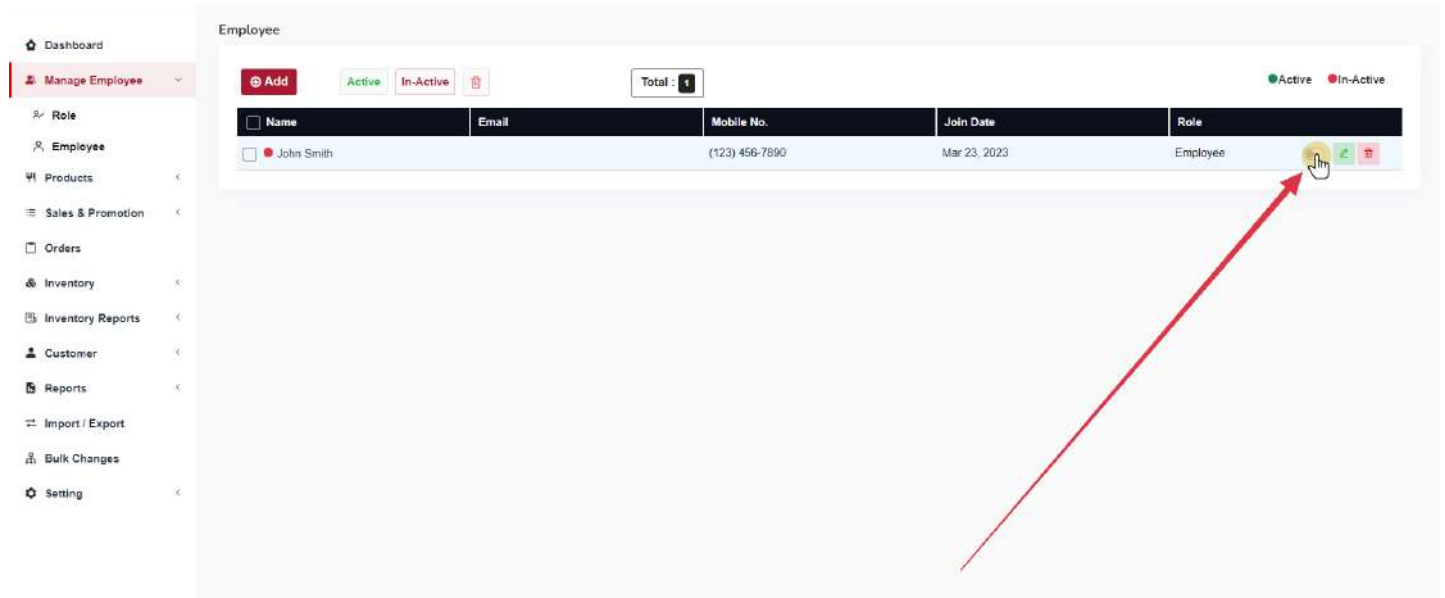 Employee
Dashboard
Manage Employee
Role
Employee
Products
Sales & Promotion
Orders
Inventory
Inventory Reports
Customer
Reports
Import / Export
Bulk Changes
Setting
Add Active In-Active Total : 1 Active In-Active
Name Email Mobile No. Join Date Role
John Smith (123) 456-7890 Mar 23, 2023 Employee